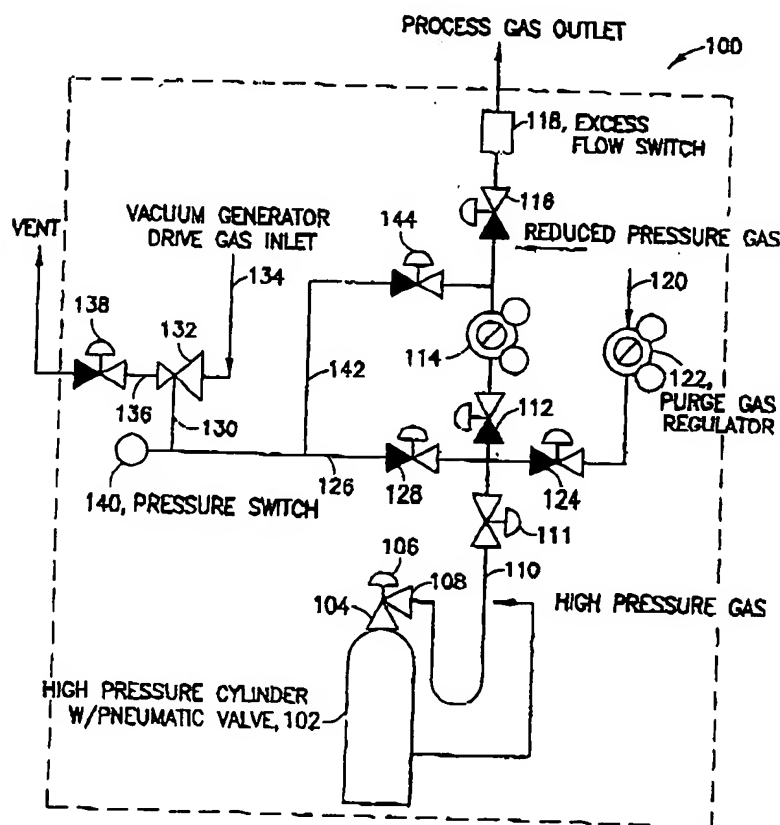 PROCESS GAS OUTLET
100
118, EXCESS
FLOW SWITCH
116
VENT
VACUUM GENERATOR
DRIVE GAS INLET
144
REDUCED PRESSURE GAS
134
120
138
132
114
142
122,
PURGE GAS
REGULATOR
136
130
112
126
128
124
140, PRESSURE SWITCH
111
106
108
110
104
HIGH PRESSURE GAS
HIGH PRESSURE CYLINDER
W/PNEUMATIC VALVE, 102